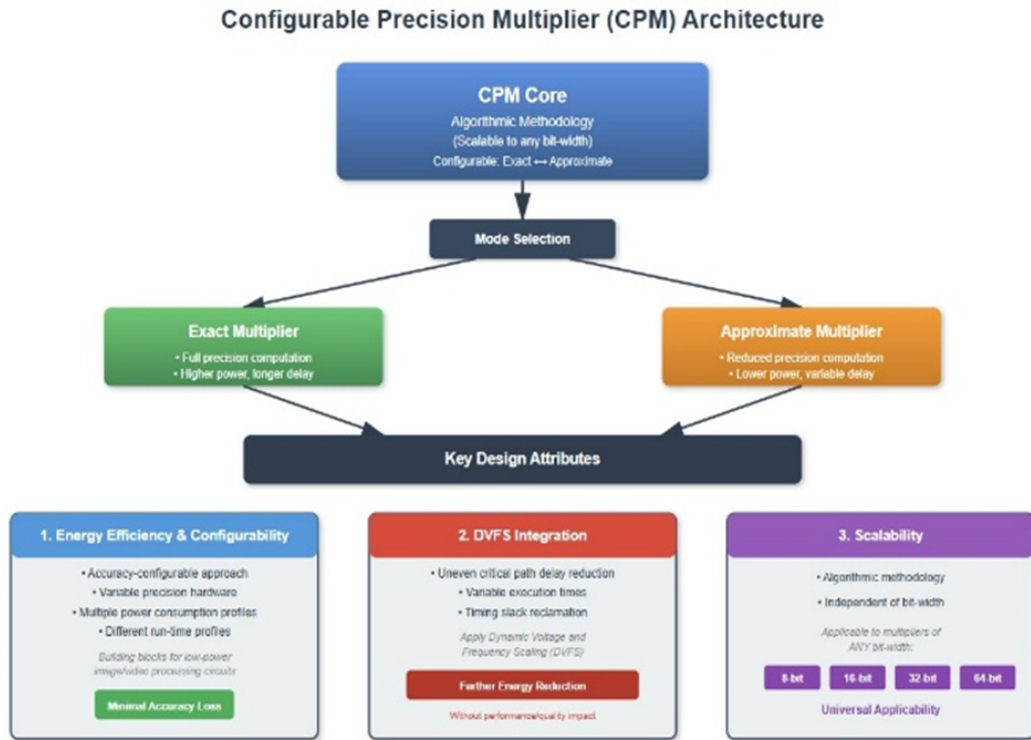 Configurable Precision Multiplier (CPM) Architecture
CPM Core
Algorithmic Methodology
(Scalable to any bit-width)
Configurable: Exact ↔ Approximate
Mode Selection
Exact Multiplier
• Full precision computation
• Higher power, longer delay
Approximate Multiplier
• Reduced precision computation
• Lower power, variable delay
Key Design Attributes
1. Energy Efficiency & Configurability
• Accuracy-configurable approach
• Variable precision hardware
• Multiple power consumption profiles
• Different run-time profiles
Building blocks for low-power
image/video processing circuits
Minimal Accuracy Loss
2. DVFS Integration
• Uneven critical path delay reduction
• Variable execution times
• Timing slack reclamation
Apply Dynamic Voltage and
Frequency Scaling (DVFS)
Further Energy Reduction
Without performance/quality impact
3. Scalability
• Algorithmic methodology
• Independent of bit-width
Applicable to multipliers of
ANY bit-width:
8-bit 16-bit 32-bit 64-bit
Universal Applicability